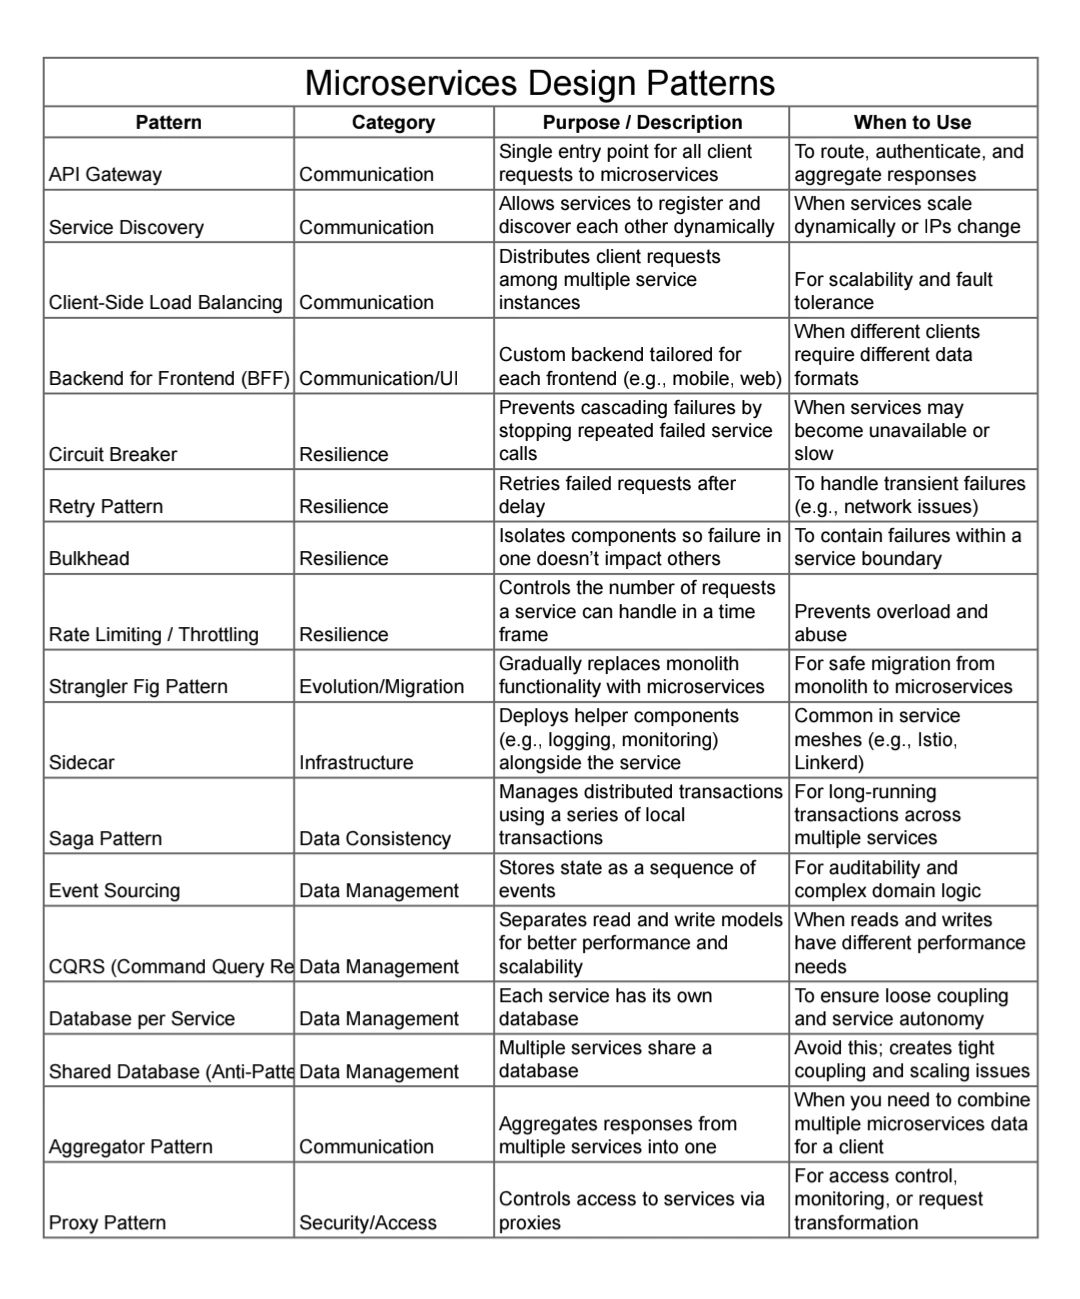 Microservices Design Patterns
Pattern Category Purpose / Description When to Use
API Gateway Communication Single entry point for all client To route, authenticate, and
requests to microservices aggregate responses
Service Discovery Communication Allows services to register and When services scale
discover each other dynamically dynamically or IPs change
Client-Side Load Balancing Communication Distributes client requests
among multiple service For scalability and fault
instances tolerance
Backend for Frontend (BFF) Communication/UI Custom backend tailored for When different clients
each frontend (e.g., mobile, web) require different data
formats
Circuit Breaker Resilience Prevents cascading failures by When services may
stopping repeated failed service become unavailable or
calls slow
Retry Pattern Resilience Retries failed requests after To handle transient failures
delay (e.g., network issues)
Bulkhead Resilience Isolates components so failure in To contain failures within a
one doesn’t impact others service boundary
Rate Limiting / Throttling Resilience Controls the number of requests
a service can handle in a time Prevents overload and
frame abuse
Strangler Fig Pattern Evolution/Migration Gradually replaces monolith For safe migration from
functionality with microservices monolith to microservices
Sidecar Infrastructure Deploys helper components Common in service
(e.g., logging, monitoring) meshes (e.g., Istio,
alongside the service Linkerd)
Saga Pattern Data Consistency Manages distributed transactions For long-running
using a series of local transactions across
transactions multiple services
Event Sourcing Data Management Stores state as a sequence of For auditability and
events complex domain logic
CQRS (Command Query Re Data Management Separates read and write models When reads and writes
for better performance and have different performance
scalability needs
Database per Service Data Management Each service has its own To ensure loose coupling
database and service autonomy
Shared Database (Anti-Patte Data Management Multiple services share a Avoid this; creates tight
database coupling and scaling issues
Aggregator Pattern Communication Aggregates responses from When you need to combine
multiple services into one multiple microservices data
for a client
Proxy Pattern Security/Access Controls access to services via For access control,
proxies monitoring, or request
transformation